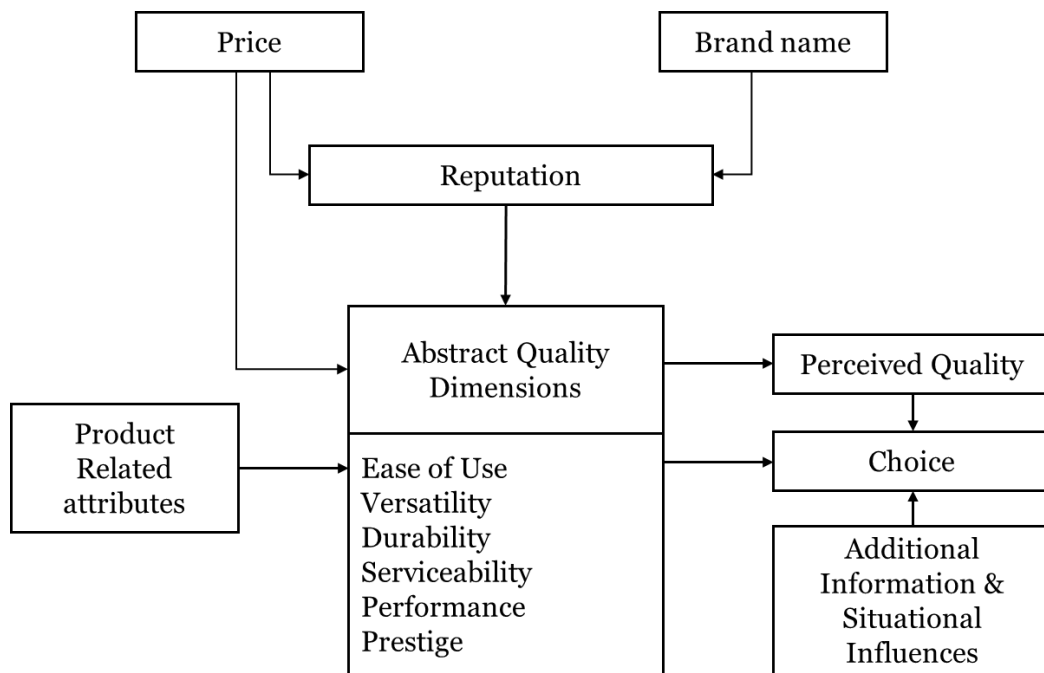 Price
Brand name
Reputation
Abstract Quality
Dimensions
Perceived Quality
Product
Related
attributes
Ease of Use
Versatility
Durability
Serviceability
Performance
Prestige
Choice
Additional
Information &
Situational
Influences